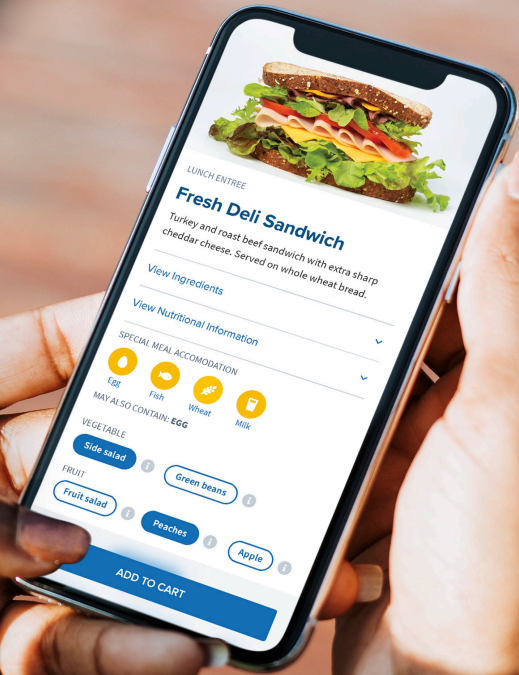 LUNCH ENTREE
Fresh Deli Sandwich
Turkey and roast beef sandwich with extra sharp
cheddar cheese. Served on whole wheat bread.
View Ingredients
View Nutritional Information
SPECIAL MEAL ACCOMODATION
Egg Fish Wheat Milk
MAY ALSO CONTAIN: EGG
VEGETABLE
Side salad i Green beans i
FRUIT
Fruit salad i Peaches i Apple i
ADD TO CART